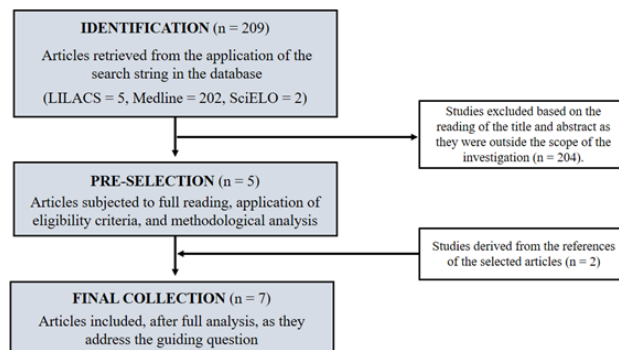 IDENTIFICATION (n = 209)
Articles retrieved from the application of the
search string in the database
(LILACS = 5, Medline = 202, SciELO = 2)
Studies excluded based on the
reading of the title and abstract as
they were outside the scope of the
investigation (n = 204).
PRE-SELECTION (n = 5)
Articles subjected to full reading, application of
eligibility criteria, and methodological analysis
Studies derived from the references
of the selected articles (n = 2)
FINAL COLLECTION (n = 7)
Articles included, after full analysis, as they
address the guiding question